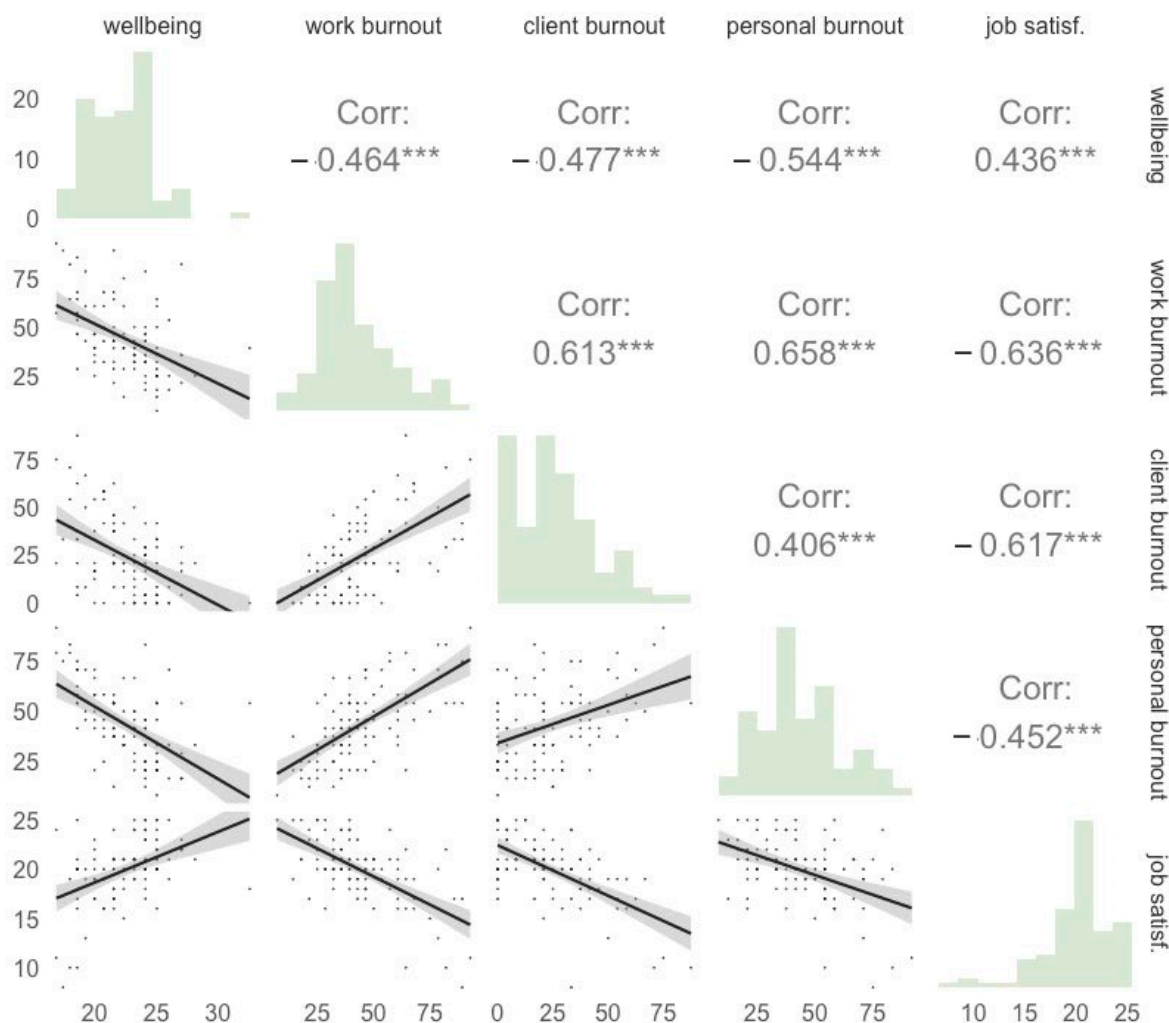 wellbeing work burnout client burnout personal burnout job satisf.
20
10
0
Corr:
–0.464***
Corr:
–0.477***
Corr:
–0.544***
Corr:
0.436***
wellbeing
75
50
25
Corr:
0.613***
Corr:
0.658***
Corr:
–0.636***
work burnout
75
50
25
0
Corr:
0.406***
Corr:
–0.617***
client burnout
75
50
25
Corr:
–0.452***
personal burnout
25
20
15
10
job satisf.
20 25 30 25 50 75 0 25 50 75 25 50 75 10 15 20 25